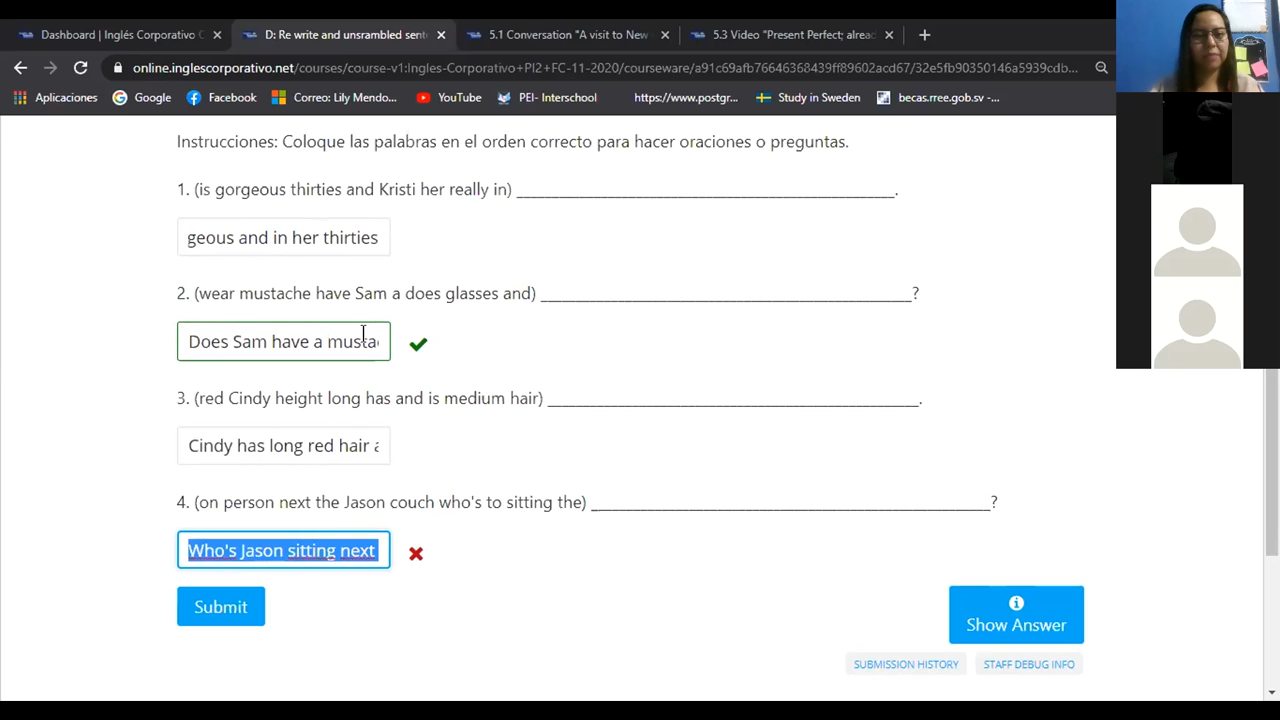 Dashboard | Inglés Corporativo C
D: Re write and unsrambled sent
5.1 Conversation "A visit to New
5.3 Video "Present Perfect; alrea
online.inglescorporativo.net/courses/course-v1:Ingles-Corporativo+PI2+FC-11-2020/courseware/a91c69afb766463f8439ff89602acd67/32e5fb90350146a5939cdb...
Aplicaciones
Google
Facebook
Correo: Lily Mendo...
YouTube
PEI- Interschool
https://www.postgr...
Study in Sweden
becas.rree.gob.sv -...
Instrucciones: Coloque las palabras en el orden correcto para hacer oraciones o preguntas.
1. (is gorgeous thirties and Kristi her really in) ______________________________________.
geous and in her thirties
2. (wear mustache have Sam a does glasses and) ______________________________________?
Does Sam have a musta
3. (red Cindy height long has and is medium hair) ______________________________________.
Cindy has long red hair a
4. (on person next the Jason couch who's to sitting the) _________________________________________?
Who's Jason sitting next
Submit
Show Answer
SUBMISSION HISTORY
STAFF DEBUG INFO